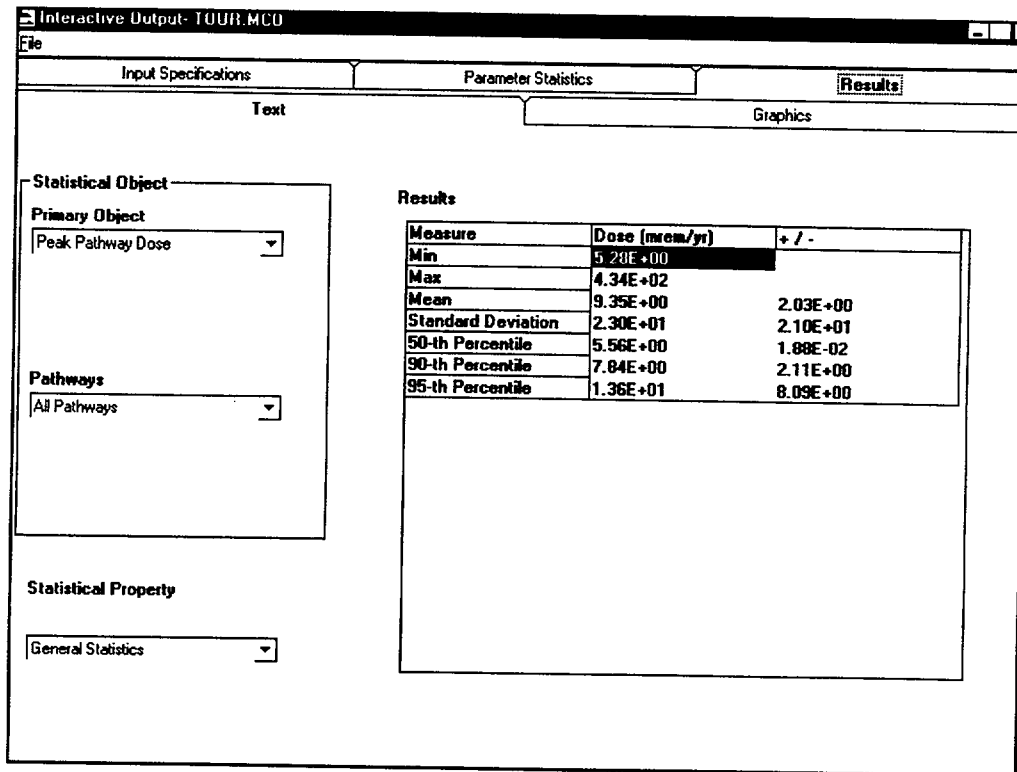 Interactive Output- TOUR.MCO
File
Input Specifications Parameter Statistics Results
Text Graphics
Statistical Object
Primary Object
Peak Pathway Dose
Pathways
All Pathways
Statistical Property
General Statistics
Results
Measure Dose (mrem/yr) + / -
Min 5.28E+00
Max 4.34E+02
Mean 9.35E+00 2.03E+00
Standard Deviation 2.30E+01 2.10E+01
50-th Percentile 5.56E+00 1.88E-02
90-th Percentile 7.84E+00 2.11E+00
95-th Percentile 1.36E+01 8.09E+00